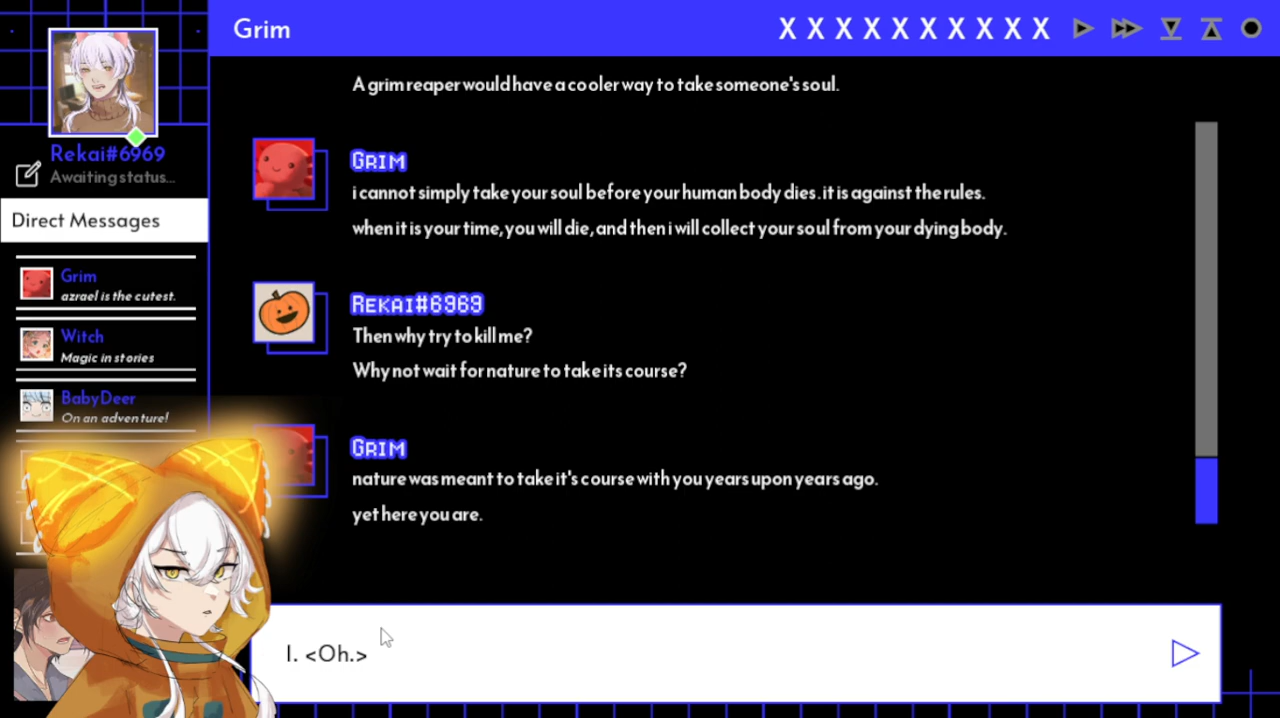 Grim
X X X X X X X X X X
Rekai#6969
Awaiting status...
Direct Messages
Grim
azrael is the cutest.
Witch
Magic in stories
BabyDeer
On an adventure!
A grim reaper would have a cooler way to take someone's soul.
GRIM
i cannot simply take your soul before your human body dies. it is against the rules.
when it is your time, you will die, and then i will collect your soul from your dying body.
REKAI#6969
Then why try to kill me?
Why not wait for nature to take its course?
GRIM
nature was meant to take it's course with you years upon years ago.
yet here you are.
1. <Oh.>